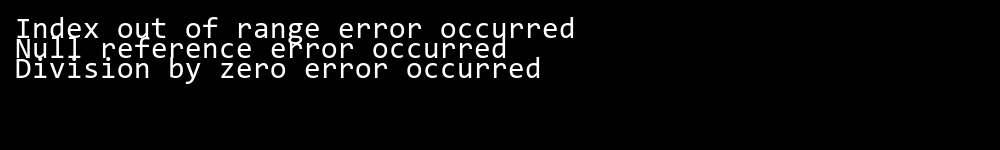 Index out of range error occurred
Null reference error occurred
Division by zero error occurred